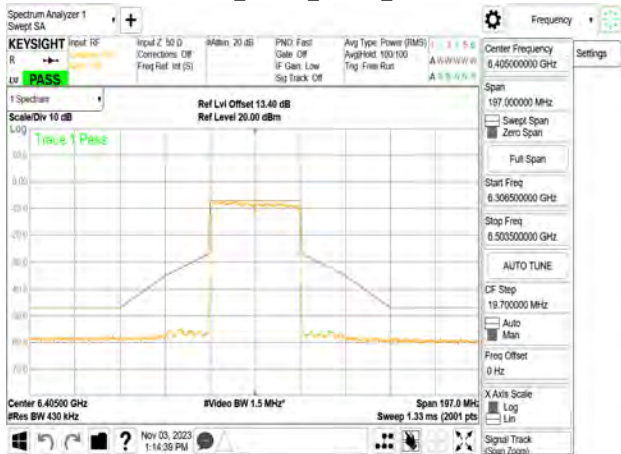 Spectrum Analyzer 1
Swept SA
+
Frequency
KEYSIGHT
Input: RF
Input Z: 50 Ω
Corrections: Off
Freq Ref: Int (S)
#Atten: 20 dB
PNO: Fast
Gate: Off
IF Gain: Low
Sig Track: Off
Avg Type: Power (RMS)
Avg|Hold: 100/100
Trig: Free Run
R
LV PASS
Center Frequency
6.405000000 GHz
Settings
Span
197.000000 MHz
Swept Span
Zero Span
Full Span
Start Freq
6.306500000 GHz
Stop Freq
6.503500000 GHz
AUTO TUNE
CF Step
19.700000 MHz
Auto
Man
Freq Offset
0 Hz
X Axis Scale
Log
Lin
Signal Track
(Span Zoom)
1 Spectrum
Scale/Div 10 dB
Ref Lvl Offset 13.40 dB
Ref Level 20.00 dBm
Log
Trace 1 Pass
Center 6.40500 GHz
#Res BW 430 kHz
#Video BW 1.5 MHz*
Span 197.0 MHz
Sweep 1.33 ms (2001 pts
?
Nov 03, 2023
1:14:39 PM